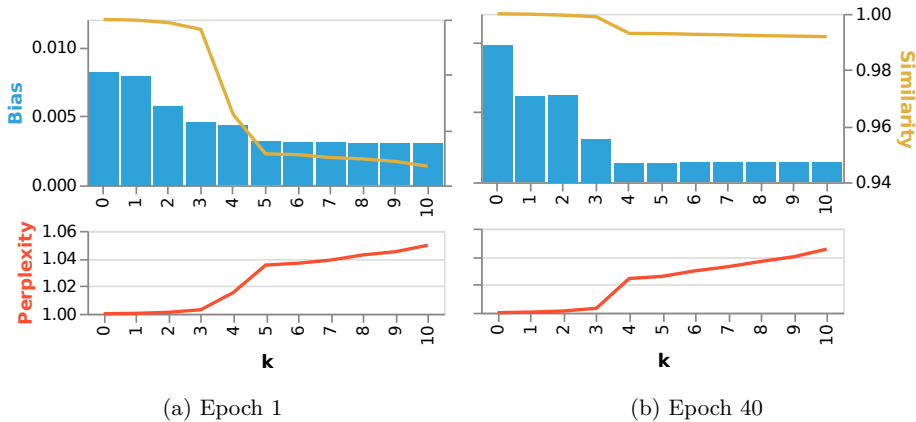 0.010
0.005
0.000
Bias
0 1 2 3 4 5 6 7 8 9 10
1.00
0.98
0.96
0.94
Similarity
0 1 2 3 4 5 6 7 8 9 10
1.06
1.04
1.02
1.00
Perplexity
0 1 2 3 4 5 6 7 8 9 10
k
0 1 2 3 4 5 6 7 8 9 10
k
(a) Epoch 1
(b) Epoch 40